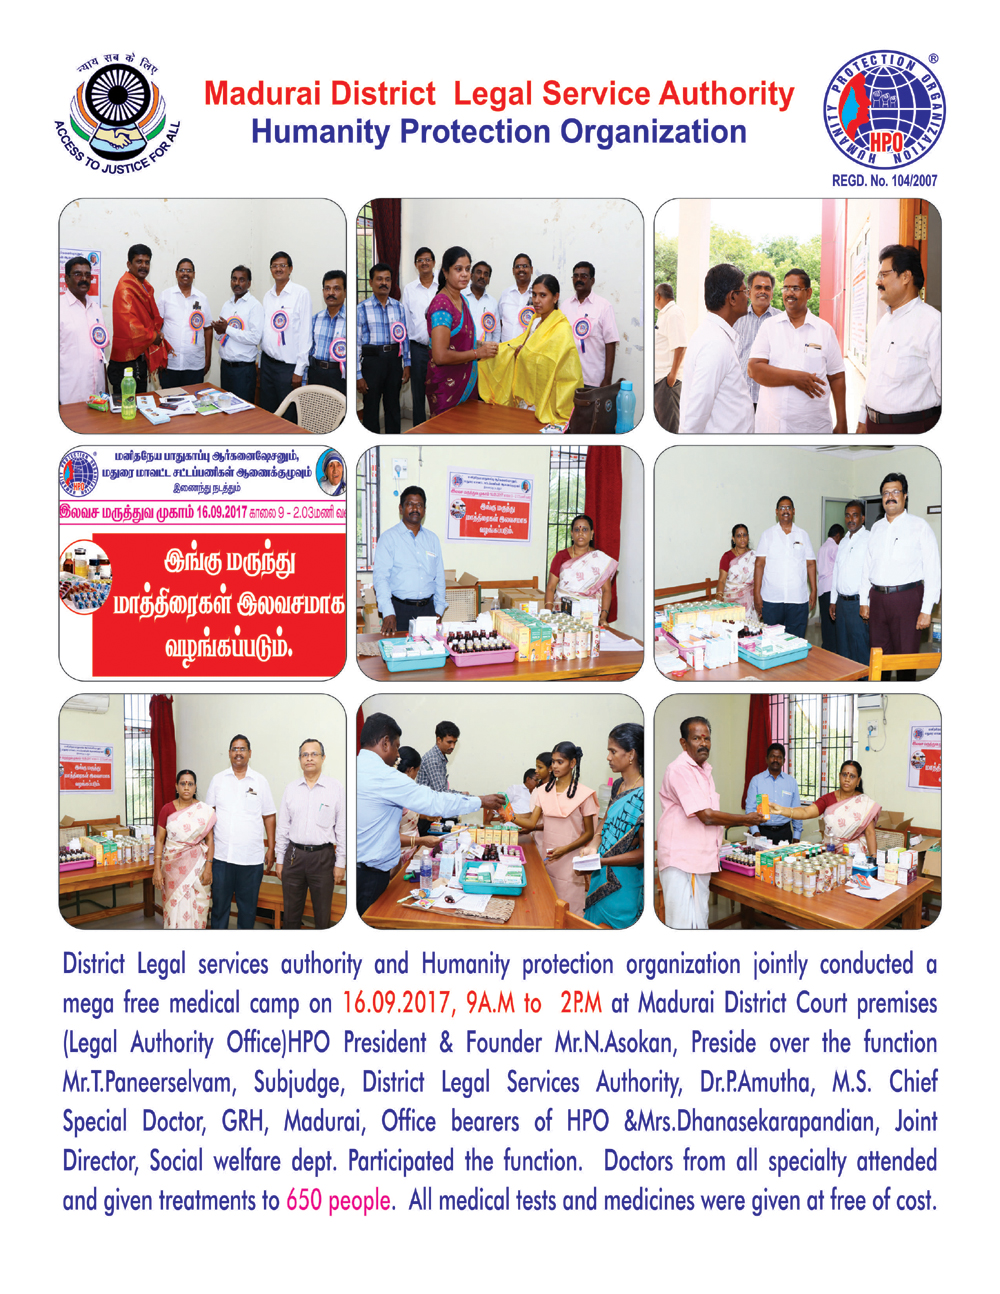 न्याय सब के लिए
ACCESS TO JUSTICE FOR ALL
Madurai District Legal Service Authority
Humanity Protection Organization
HUMANITY PROTECTION ORGANIZATION ®
HPO
REGD. No. 104/2007
மனிதநேய பாதுகாப்பு ஆர்கனைஷேசனும்,
மதுரை மாவட்ட சட்டப்பணிகள் ஆணைக்குழுவும்
இணைந்து நடத்தும்
இலவச மருத்துவ முகாம் 16.09.2017 காலை 9 - 2.03மணி வ
இங்கு மருந்து
மாத்திரைகள் இலவசமாக
வழங்கப்படும்.
இங்கு மருந்து
மாத்திரைகள் இலவசமாக
வழங்கப்படும்.
District Legal services authority and Humanity protection organization jointly conducted a
mega free medical camp on 16.09.2017, 9A.M to 2P.M at Madurai District Court premises
(Legal Authority Office)HPO President & Founder Mr.N.Asokan, Preside over the function
Mr.T.Paneerselvam, Subjudge, District Legal Services Authority, Dr.P.Amutha, M.S. Chief
Special Doctor, GRH, Madurai, Office bearers of HPO &Mrs.Dhanasekarapandian, Joint
Director, Social welfare dept. Participated the function. Doctors from all specialty attended
and given treatments to 650 people. All medical tests and medicines were given at free of cost.